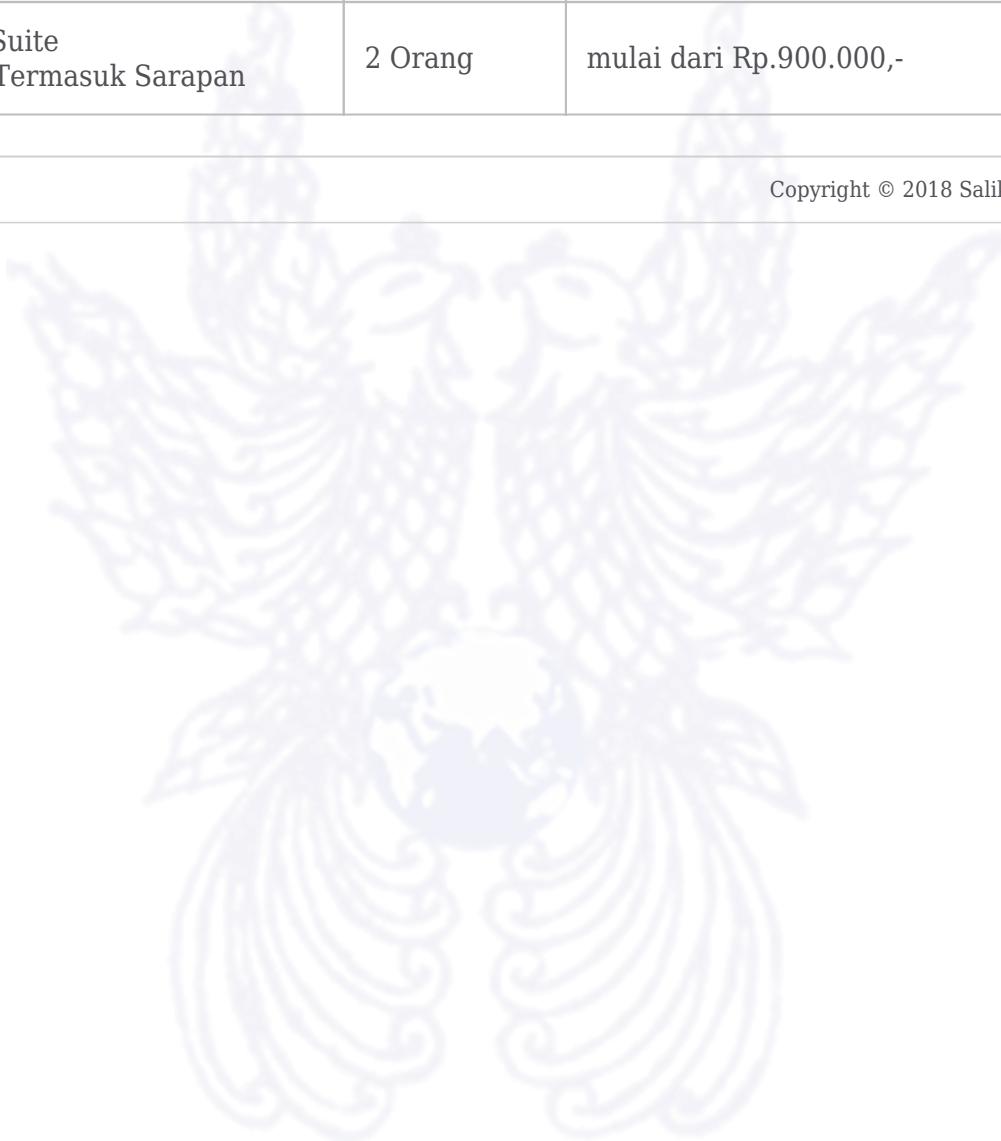 Suite
Termasuk Sarapan
2 Orang
mulai dari Rp.900.000,-
Copyright © 2018